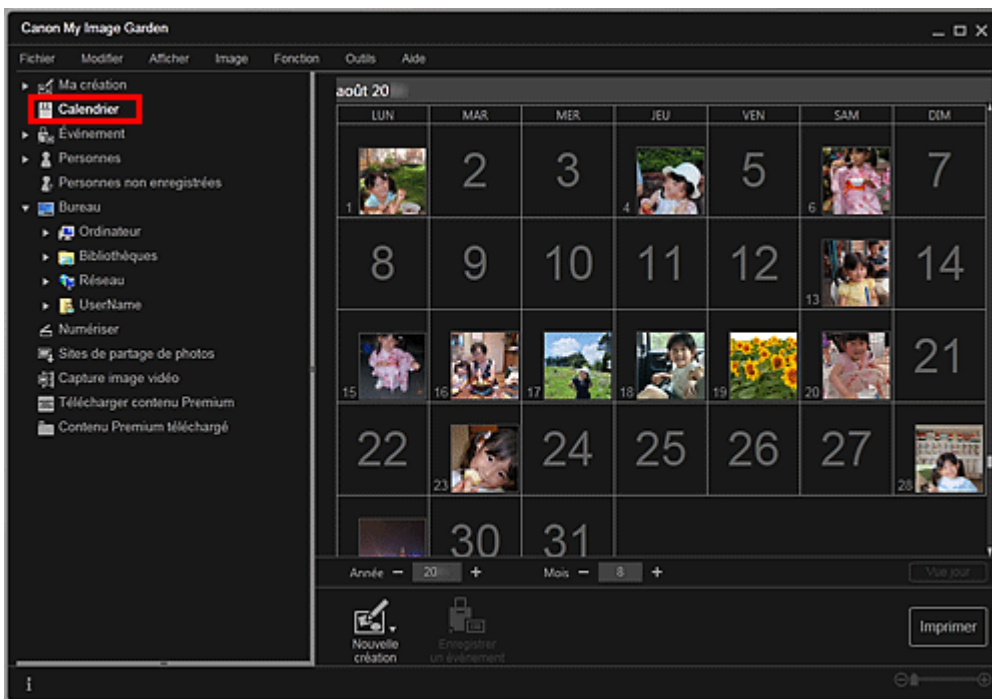 Canon My Image Garden
Fichier Modifier Afficher Image Fonction Outils Aide
Ma création
Calendrier
Événement
Personnes
Personnes non enregistrées
Bureau
Ordinateur
Bibliothèques
Réseau
UserName
Numériser
Sites de partage de photos
Capture image vidéo
Télécharger contenu Premium
Contenu Premium téléchargé
août 20
LUN MAR MER JEU VEN SAM DIM
1 2 3 4 5 6 7
8 9 10 11 12 13 14
15 16 17 18 19 20 21
22 23 24 25 26 27 28
30 31
Année 20 Mois 8 Vue jour
Nouvelle création
Enregistrer un événement
Imprimer